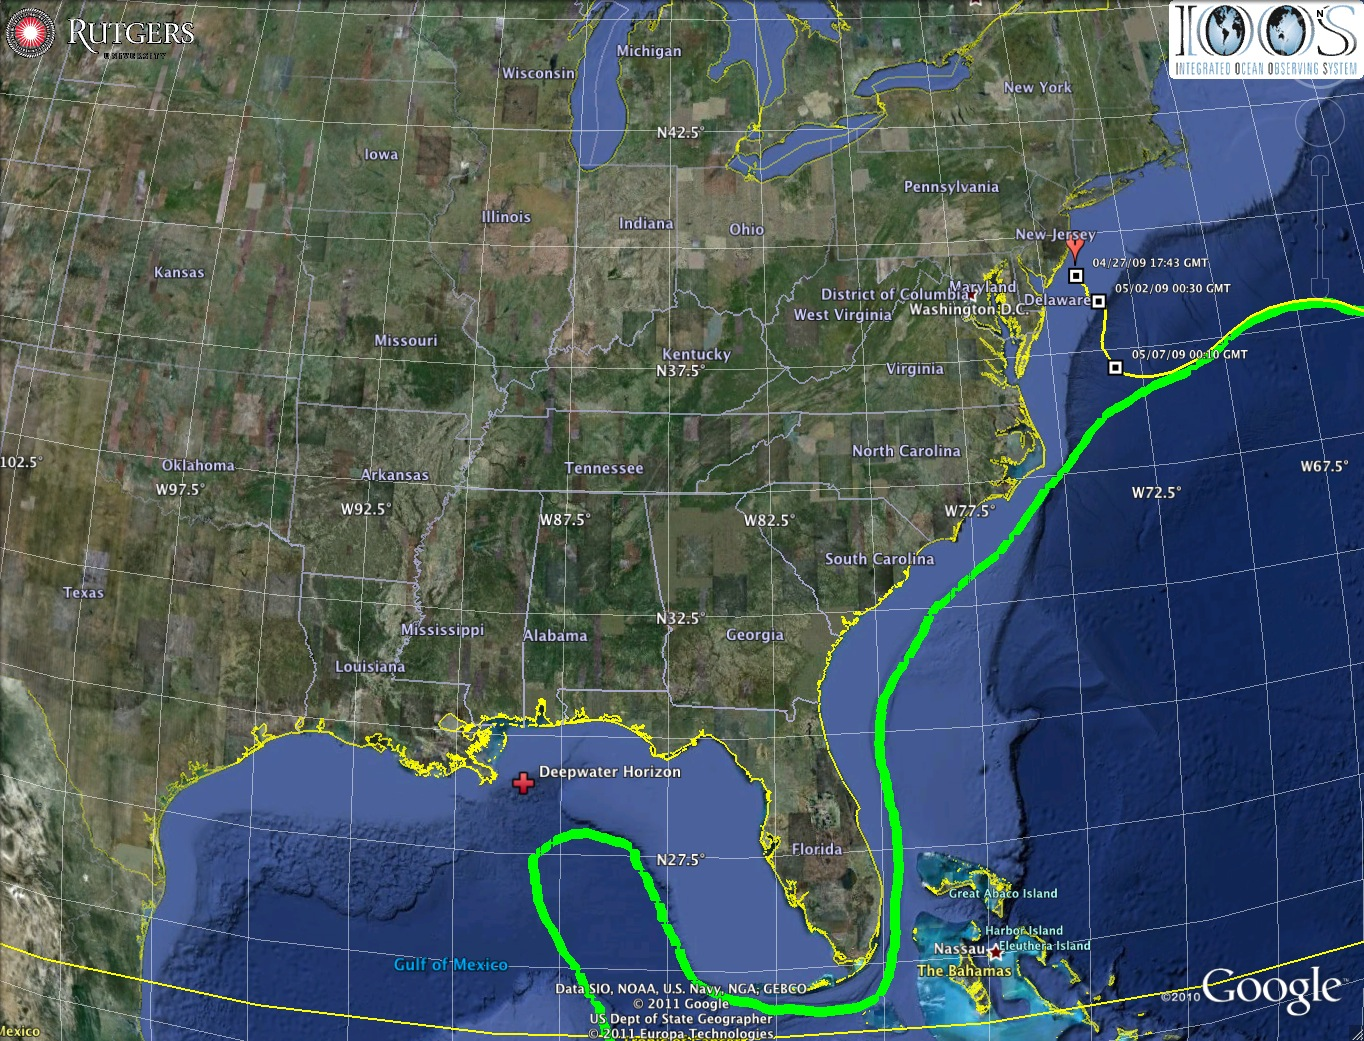 RUTGERS
UNIVERSITY
IOOS
N
INTEGRATED OCEAN OBSERVING SYSTEM
Michigan
Wisconsin
New York
N42.5°
Iowa
Pennsylvania
Illinois
Indiana
Ohio
New Jersey
04/27/09 17:43 GMT
Kansas
Maryland
05/02/09 00:30 GMT
District of Columbia
Delaware
Washington D.C.
West Virginia
Missouri
Kentucky
05/07/09 00:10 GMT
N37.5°
Virginia
North Carolina
102.5°
Oklahoma
Arkansas
Tennessee
W67.5°
W97.5°
W72.5°
W92.5°
W87.5°
W82.5°
W77.5°
South Carolina
Texas
N32.5°
Mississippi
Alabama
Georgia
Louisiana
Deepwater Horizon
Florida
N27.5°
Great Abaco Island
Harbor Island
Nassau
Eleuthera Island
Gulf of Mexico
The Bahamas
Data SIO, NOAA, U.S. Navy, NGA, GEBCO
© 2011 Google
US Dept of State Geographer
© 2011 Europa Technologies
©2010 Google
Mexico